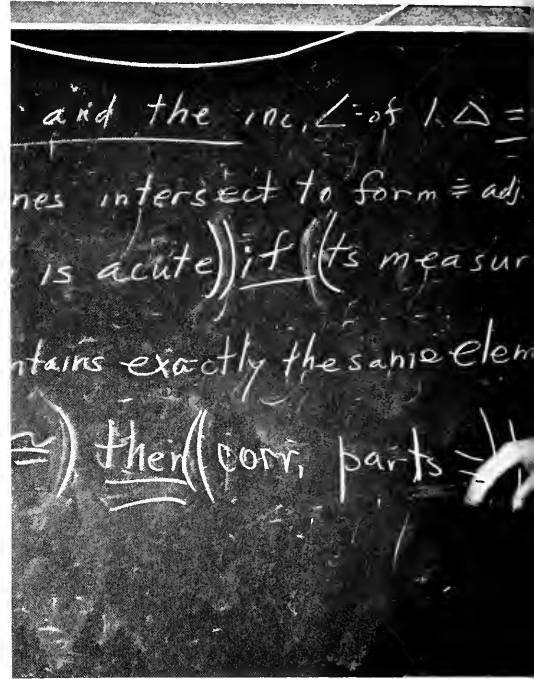 and the inc. ∠ of 1 △ =
nes intersect to form ≅ adj.
is acute)) if ((ts measur
ntains exactly the same elem
≅) then ((corr, parts ≅))